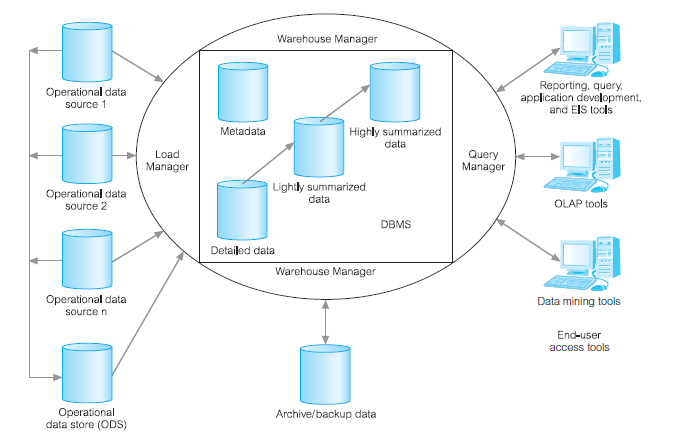 Operational data
source 1
Operational data
source 2
Operational data
source n
Operational
data store (ODS)
Load
Manager
Warehouse Manager
Metadata
Highly summarized
data
Lightly summarized
data
Detailed data
DBMS
Warehouse Manager
Query
Manager
Archive/backup data
Reporting, query,
application development,
and EIS tools
OLAP tools
Data mining tools
End-user
access tools